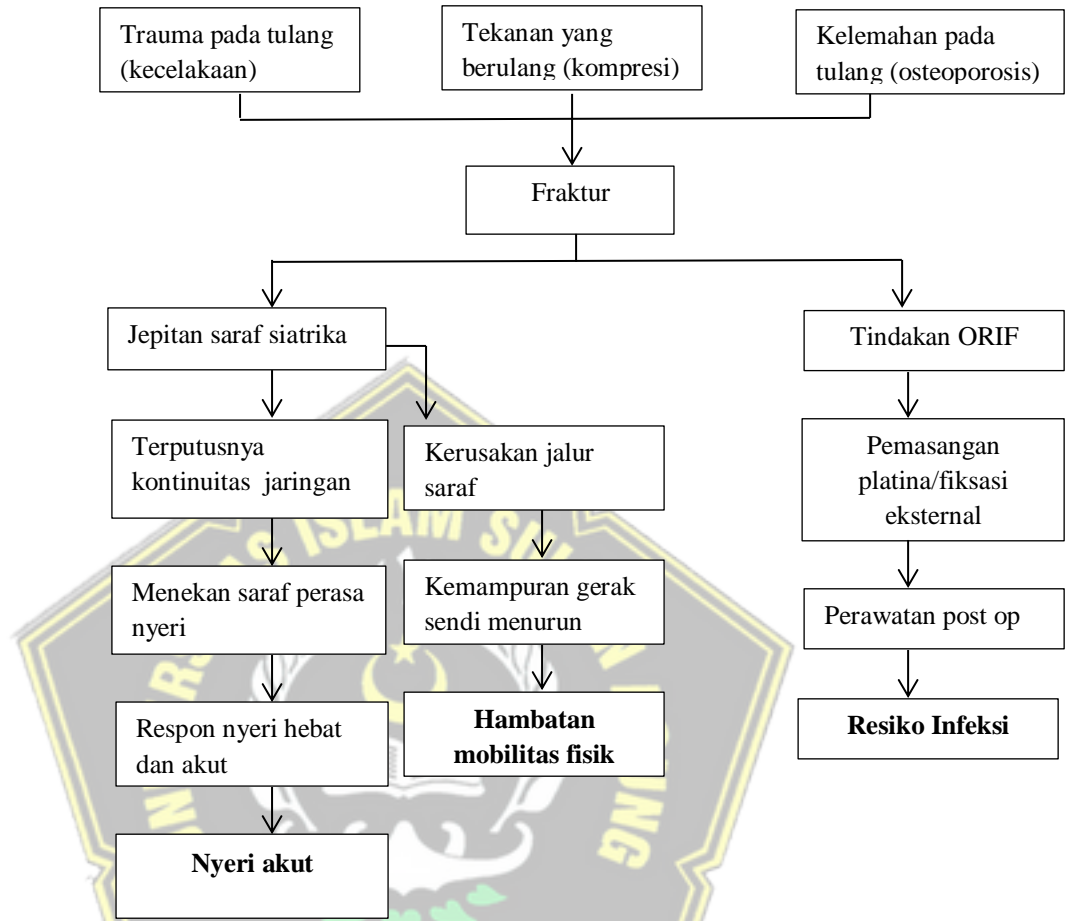 Trauma pada tulang
(kecelakaan)
Tekanan yang
berulang (kompresi)
Kelemahan pada
tulang (osteoporosis)
Fraktur
Jepitan saraf siatrika
Tindakan ORIF
Terputusnya
kontinuitas jaringan
Kerusakan jalur
saraf
Pemasangan
platina/fiksasi
eksternal
Menekan saraf perasa
nyeri
Kemampuran gerak
sendi menurun
Perawatan post op
Respon nyeri hebat
dan akut
Hambatan
mobilitas fisik
Resiko Infeksi
Nyeri akut